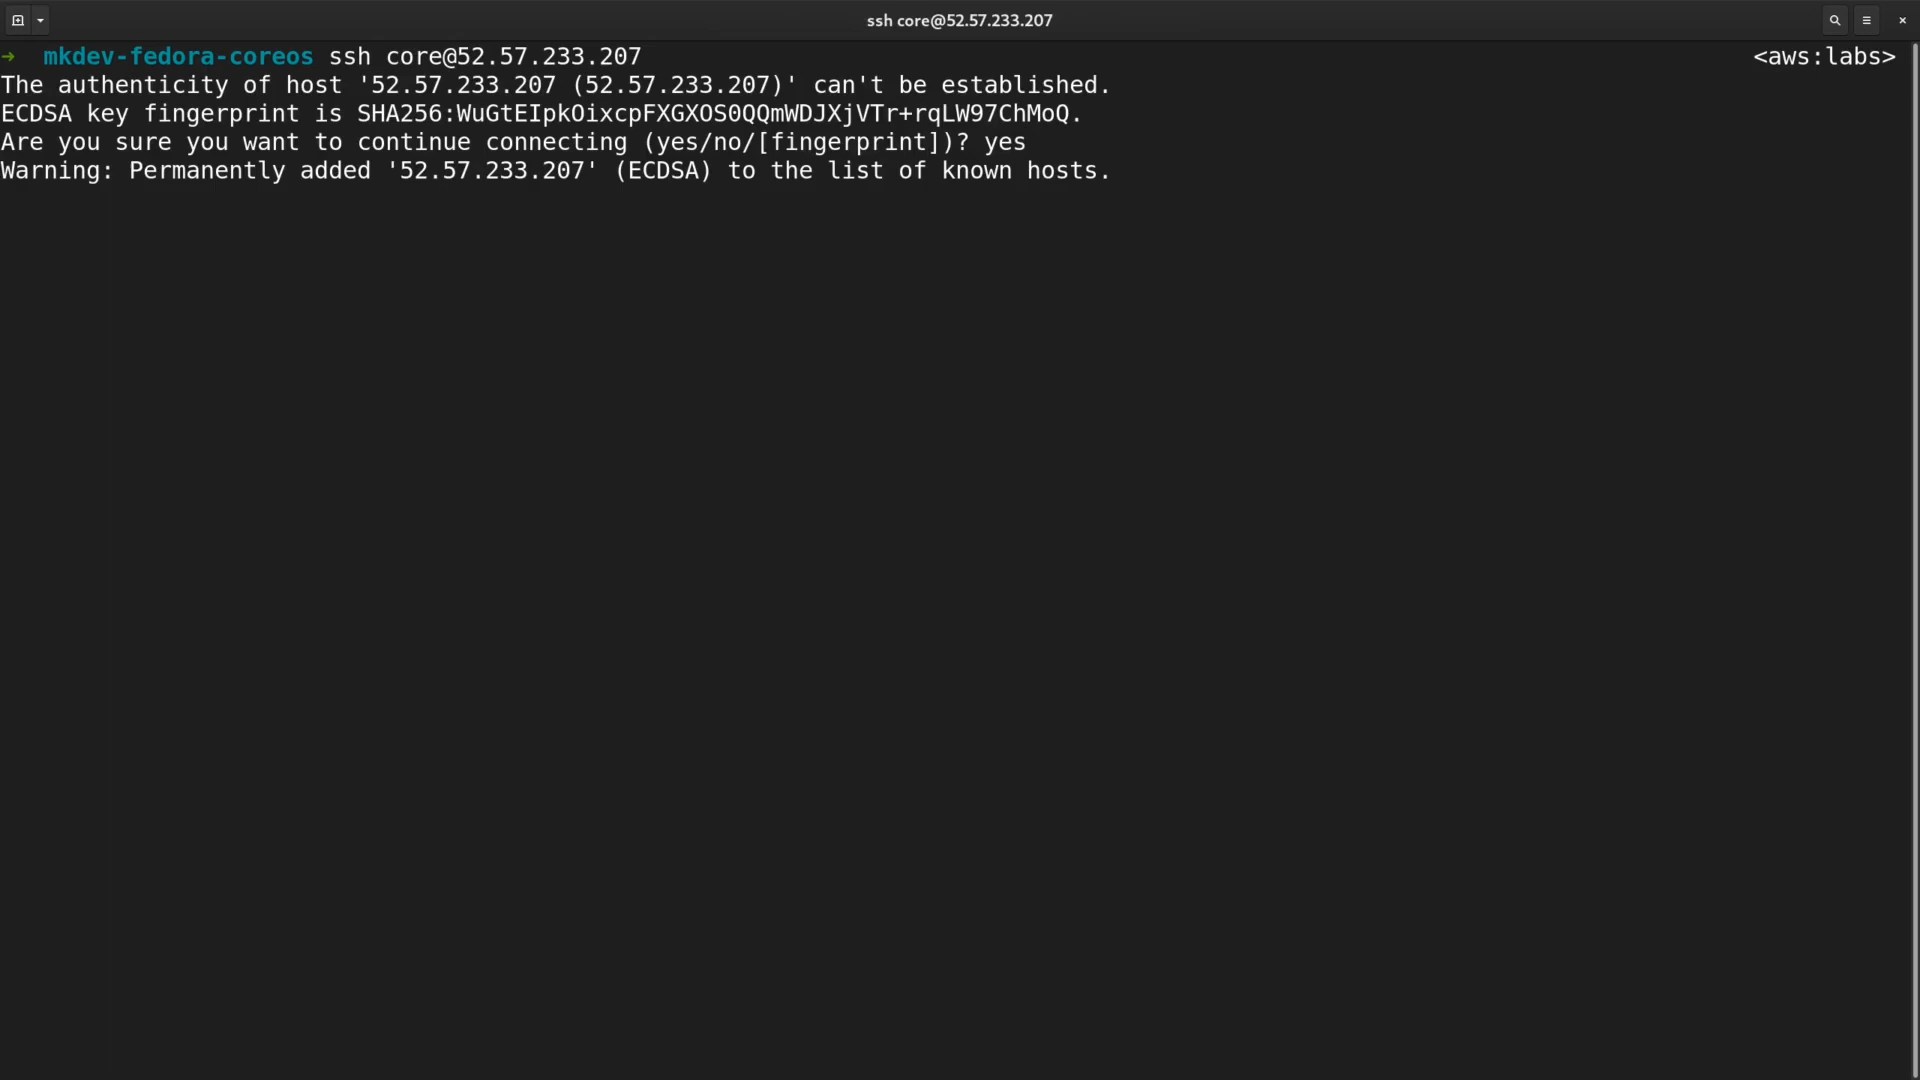 ssh core@52.57.233.207
➜ mkdev-fedora-coreos ssh core@52.57.233.207 <aws:labs>
The authenticity of host '52.57.233.207 (52.57.233.207)' can't be established.
ECDSA key fingerprint is SHA256:WuGtEIpkOixcpFXGXOS0QQmWDJXjVTr+rqLW97ChMoQ.
Are you sure you want to continue connecting (yes/no/[fingerprint])? yes
Warning: Permanently added '52.57.233.207' (ECDSA) to the list of known hosts.